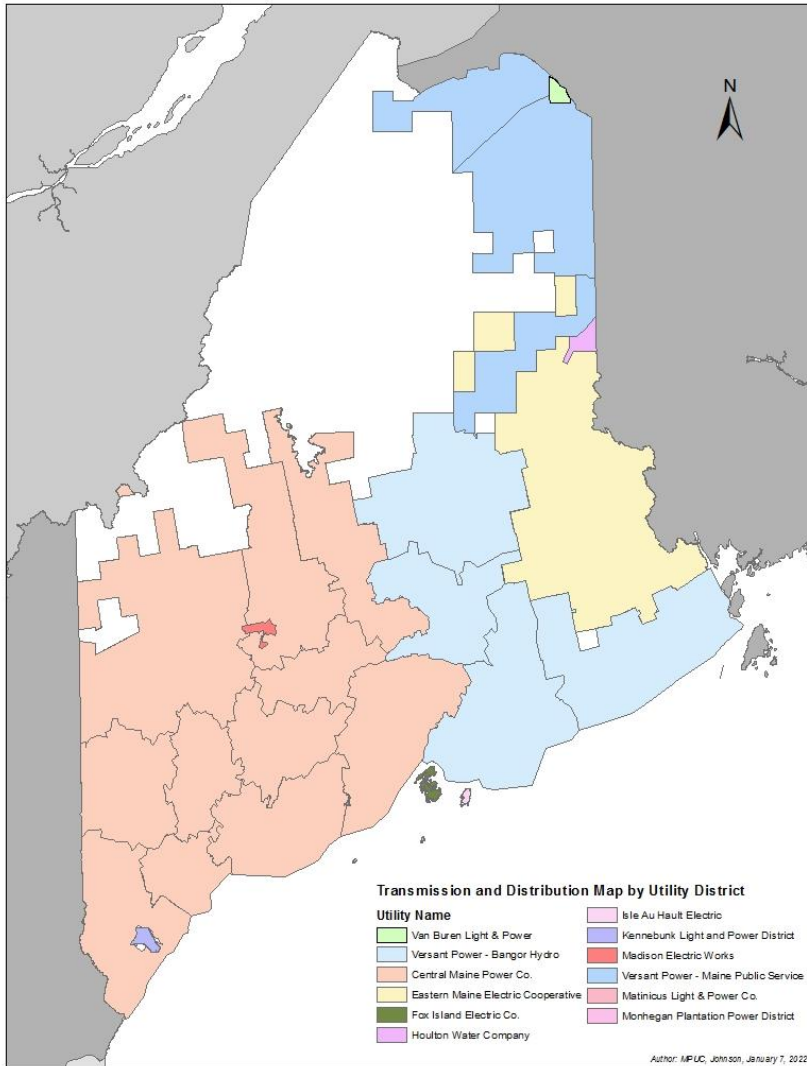 N
Transmission and Distribution Map by Utility District
Utility Name
Van Buren Light & Power
Versant Power - Bangor Hydro
Central Maine Power Co.
Eastern Maine Electric Cooperative
Fox Island Electric Co.
Houlton Water Company
Isle Au Hault Electric
Kennebunk Light and Power District
Madison Electric Works
Versant Power - Maine Public Service
Matinicus Light & Power Co.
Monhegan Plantation Power District
Author: MPUC, Johnson, January 7, 2022